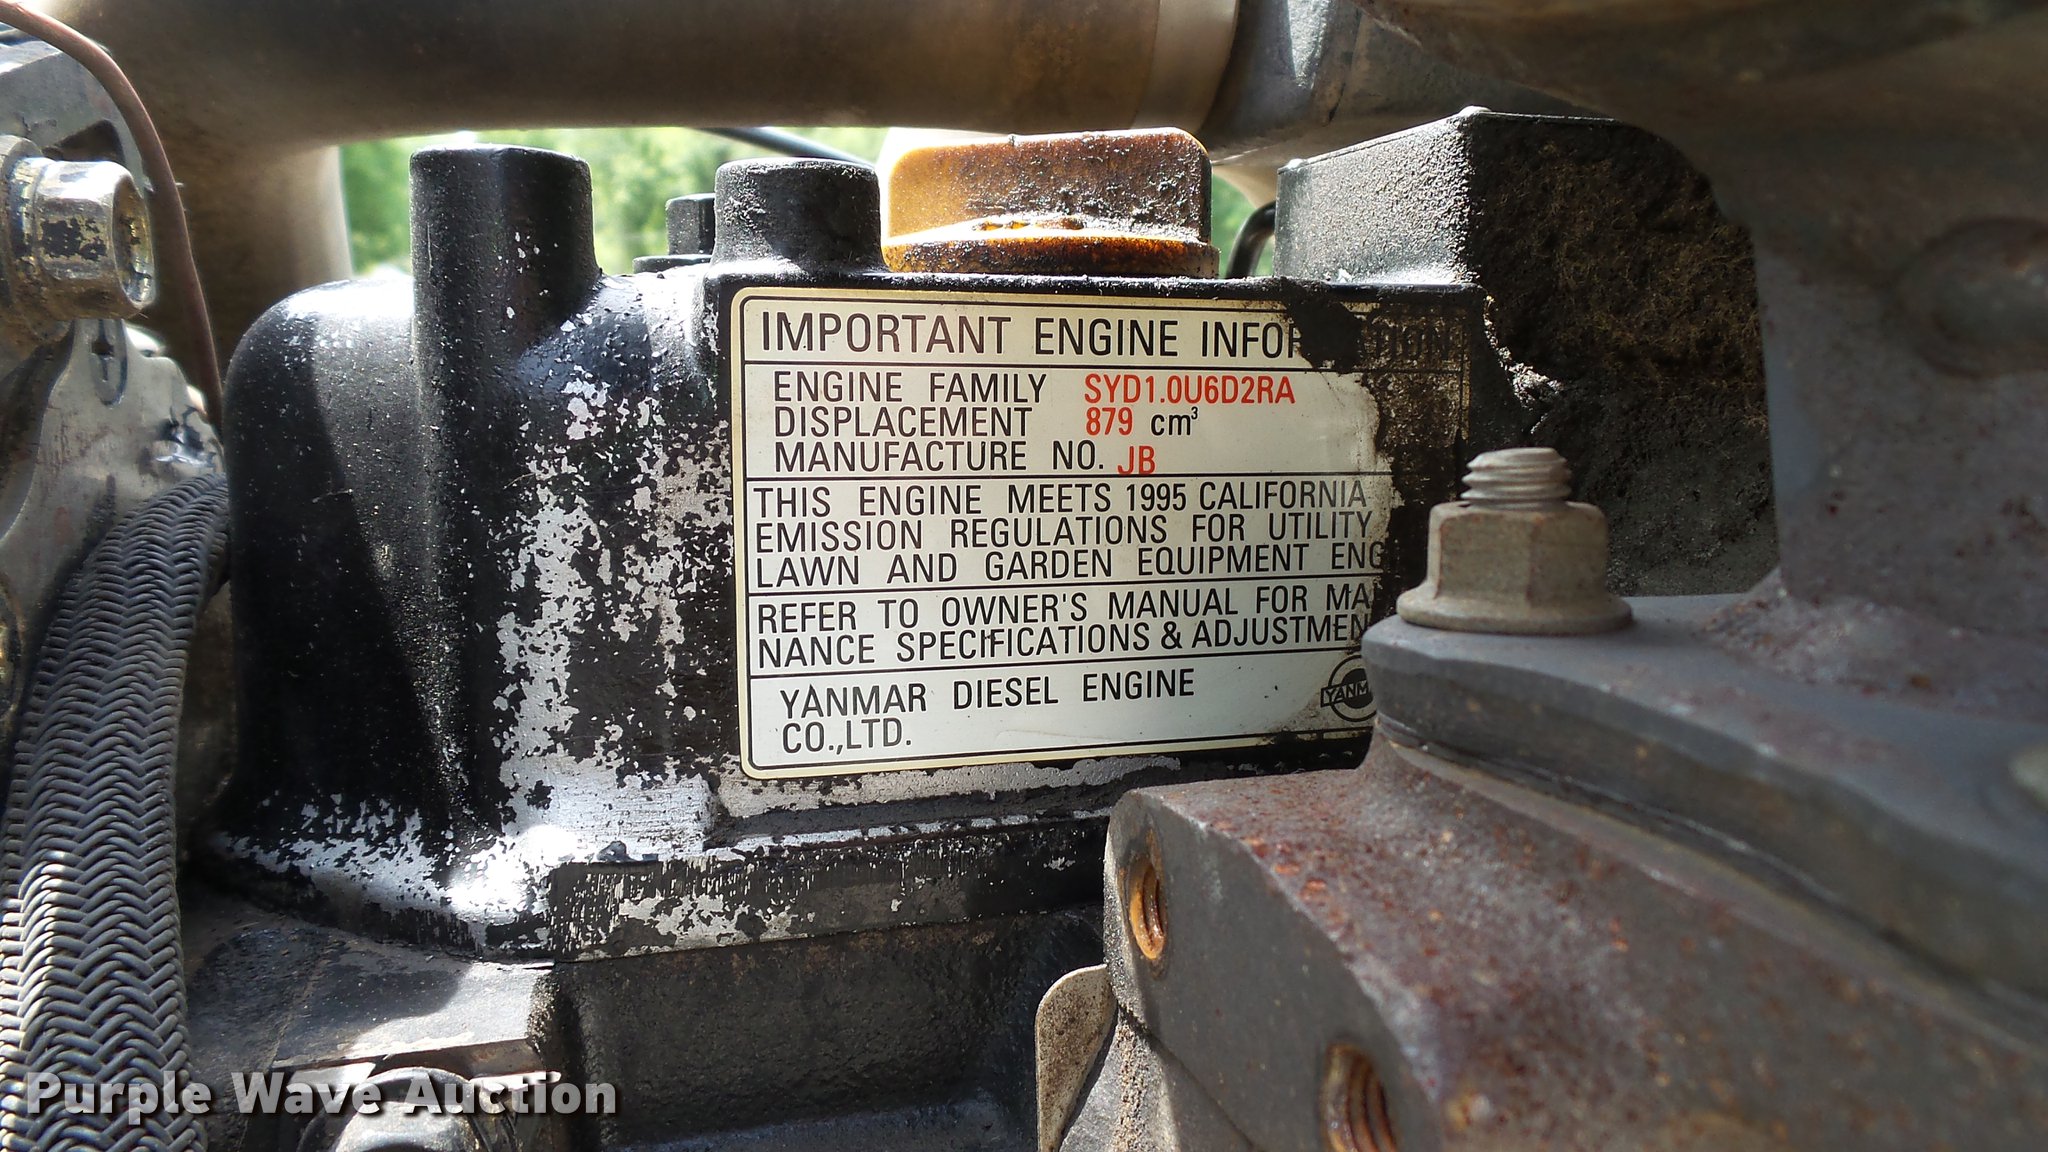 IMPORTANT ENGINE INFOR
ENGINE FAMILY SYD1.0U6D2RA
DISPLACEMENT 879 cm³
MANUFACTURE NO. JB
THIS ENGINE MEETS 1995 CALIFORNIA
EMISSION REGULATIONS FOR UTILITY
LAWN AND GARDEN EQUIPMENT ENG
REFER TO OWNER'S MANUAL FOR MA
NANCE SPECIFICATIONS & ADJUSTMEN
YANMAR DIESEL ENGINE
CO.,LTD.
YANM
Purple Wave Auction